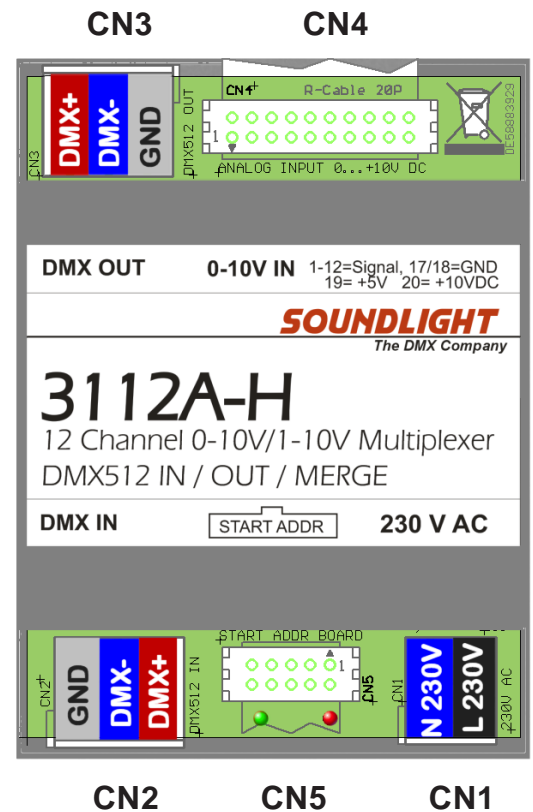 CN3 CN4
CN4 R-Cable 20P
DMX+ DMX- GND
DMX512 OUT
1
CN3
ANALOG INPUT 0...+10V DC
DE58883929
DMX OUT 0-10V IN 1-12=Signal, 17/18=GND
19= +5V 20= +10VDC
SOUNDLIGHT
The DMX Company
3112A-H
12 Channel 0-10V/1-10V Multiplexer
DMX512 IN / OUT / MERGE
DMX IN START ADDR 230 V AC
START ADDR BOARD
1
CN2
GND DMX- DMX+
DMX512 IN
CN5
CN1
N 230V L 230V
230V AC
CN2 CN5 CN1